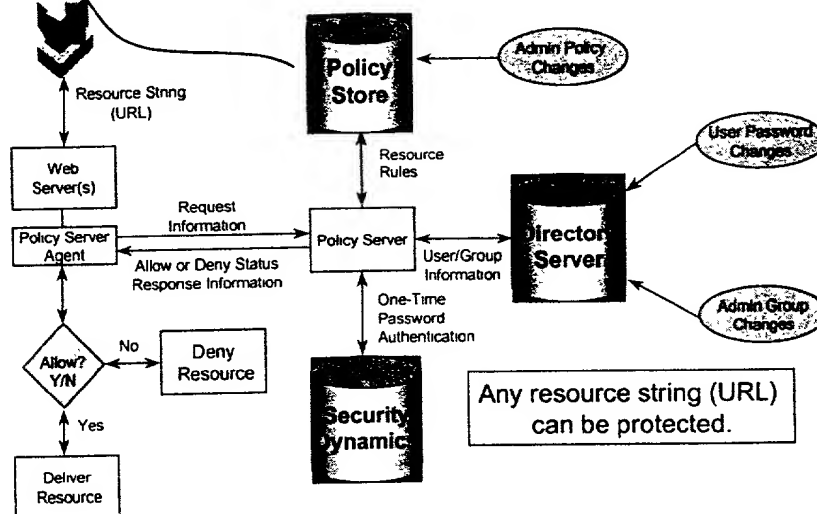 Policy
Store
Admin Policy
Changes
Resource String
(URL)
User Password
Changes
Web
Server(s)
Resource
Rules
Request
Information
Policy Server
Agent
Policy Server
Director
Server
Allow or Deny Status
Response Information
User/Group
Information
One-Time
Password
Authentication
Admin Group
Changes
Allow?
Y/N
No
Deny
Resource
Yes
Security
Dynamic
Any resource string (URL)
can be protected.
Deliver
Resource